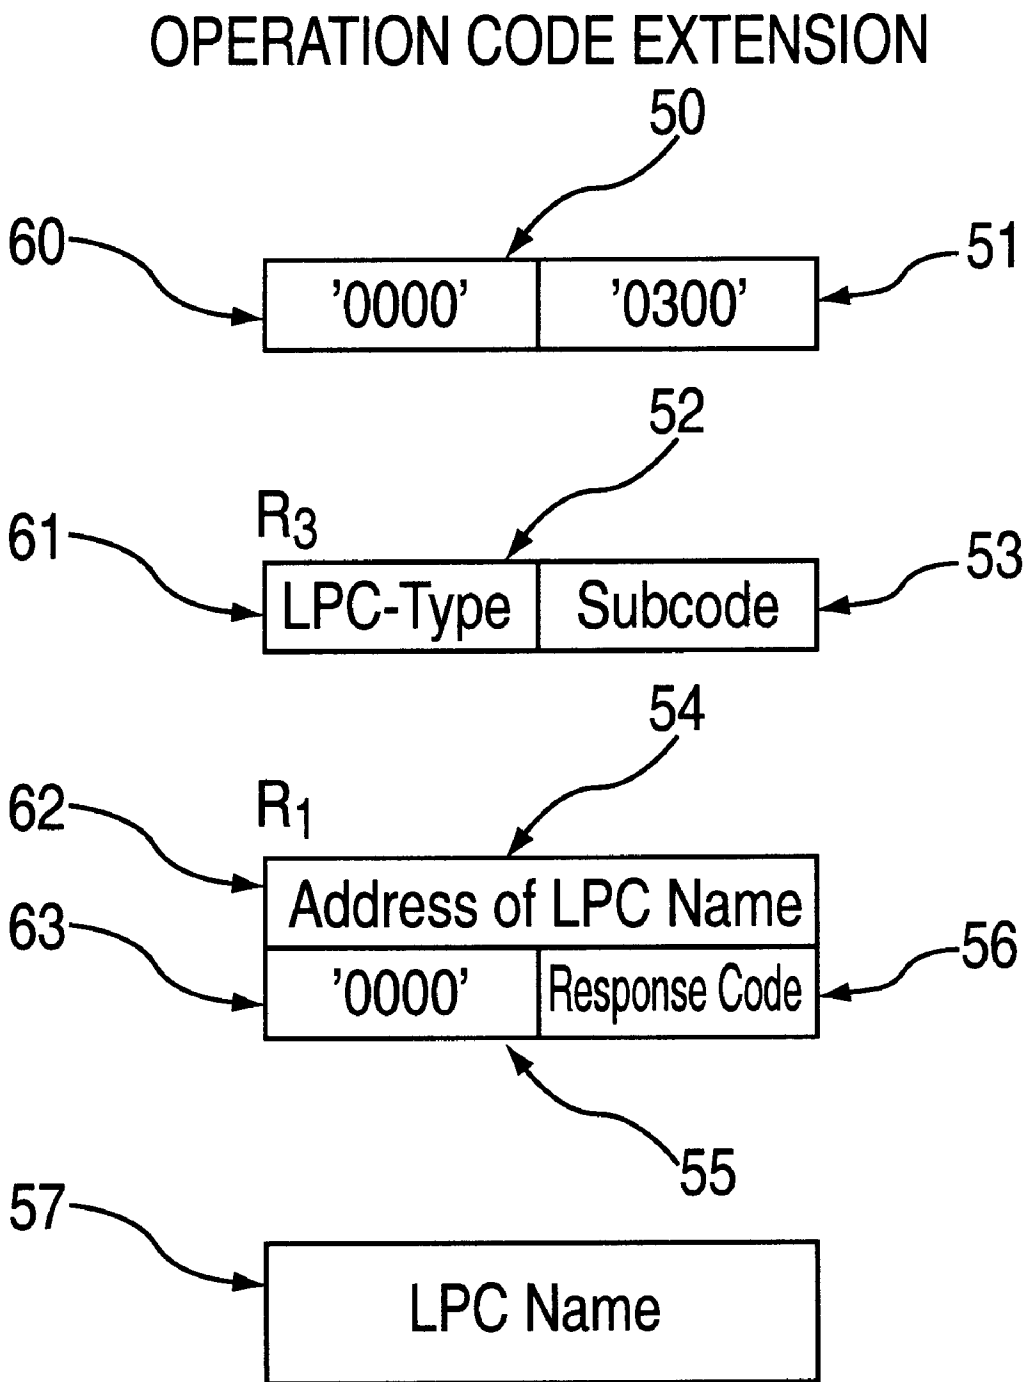 OPERATION CODE EXTENSION
50
60
51
'0000' '0300'
52
R3
61
53
LPC-Type Subcode
54
R1
62
Address of LPC Name
63
56
'0000' Response Code
55
57
LPC Name